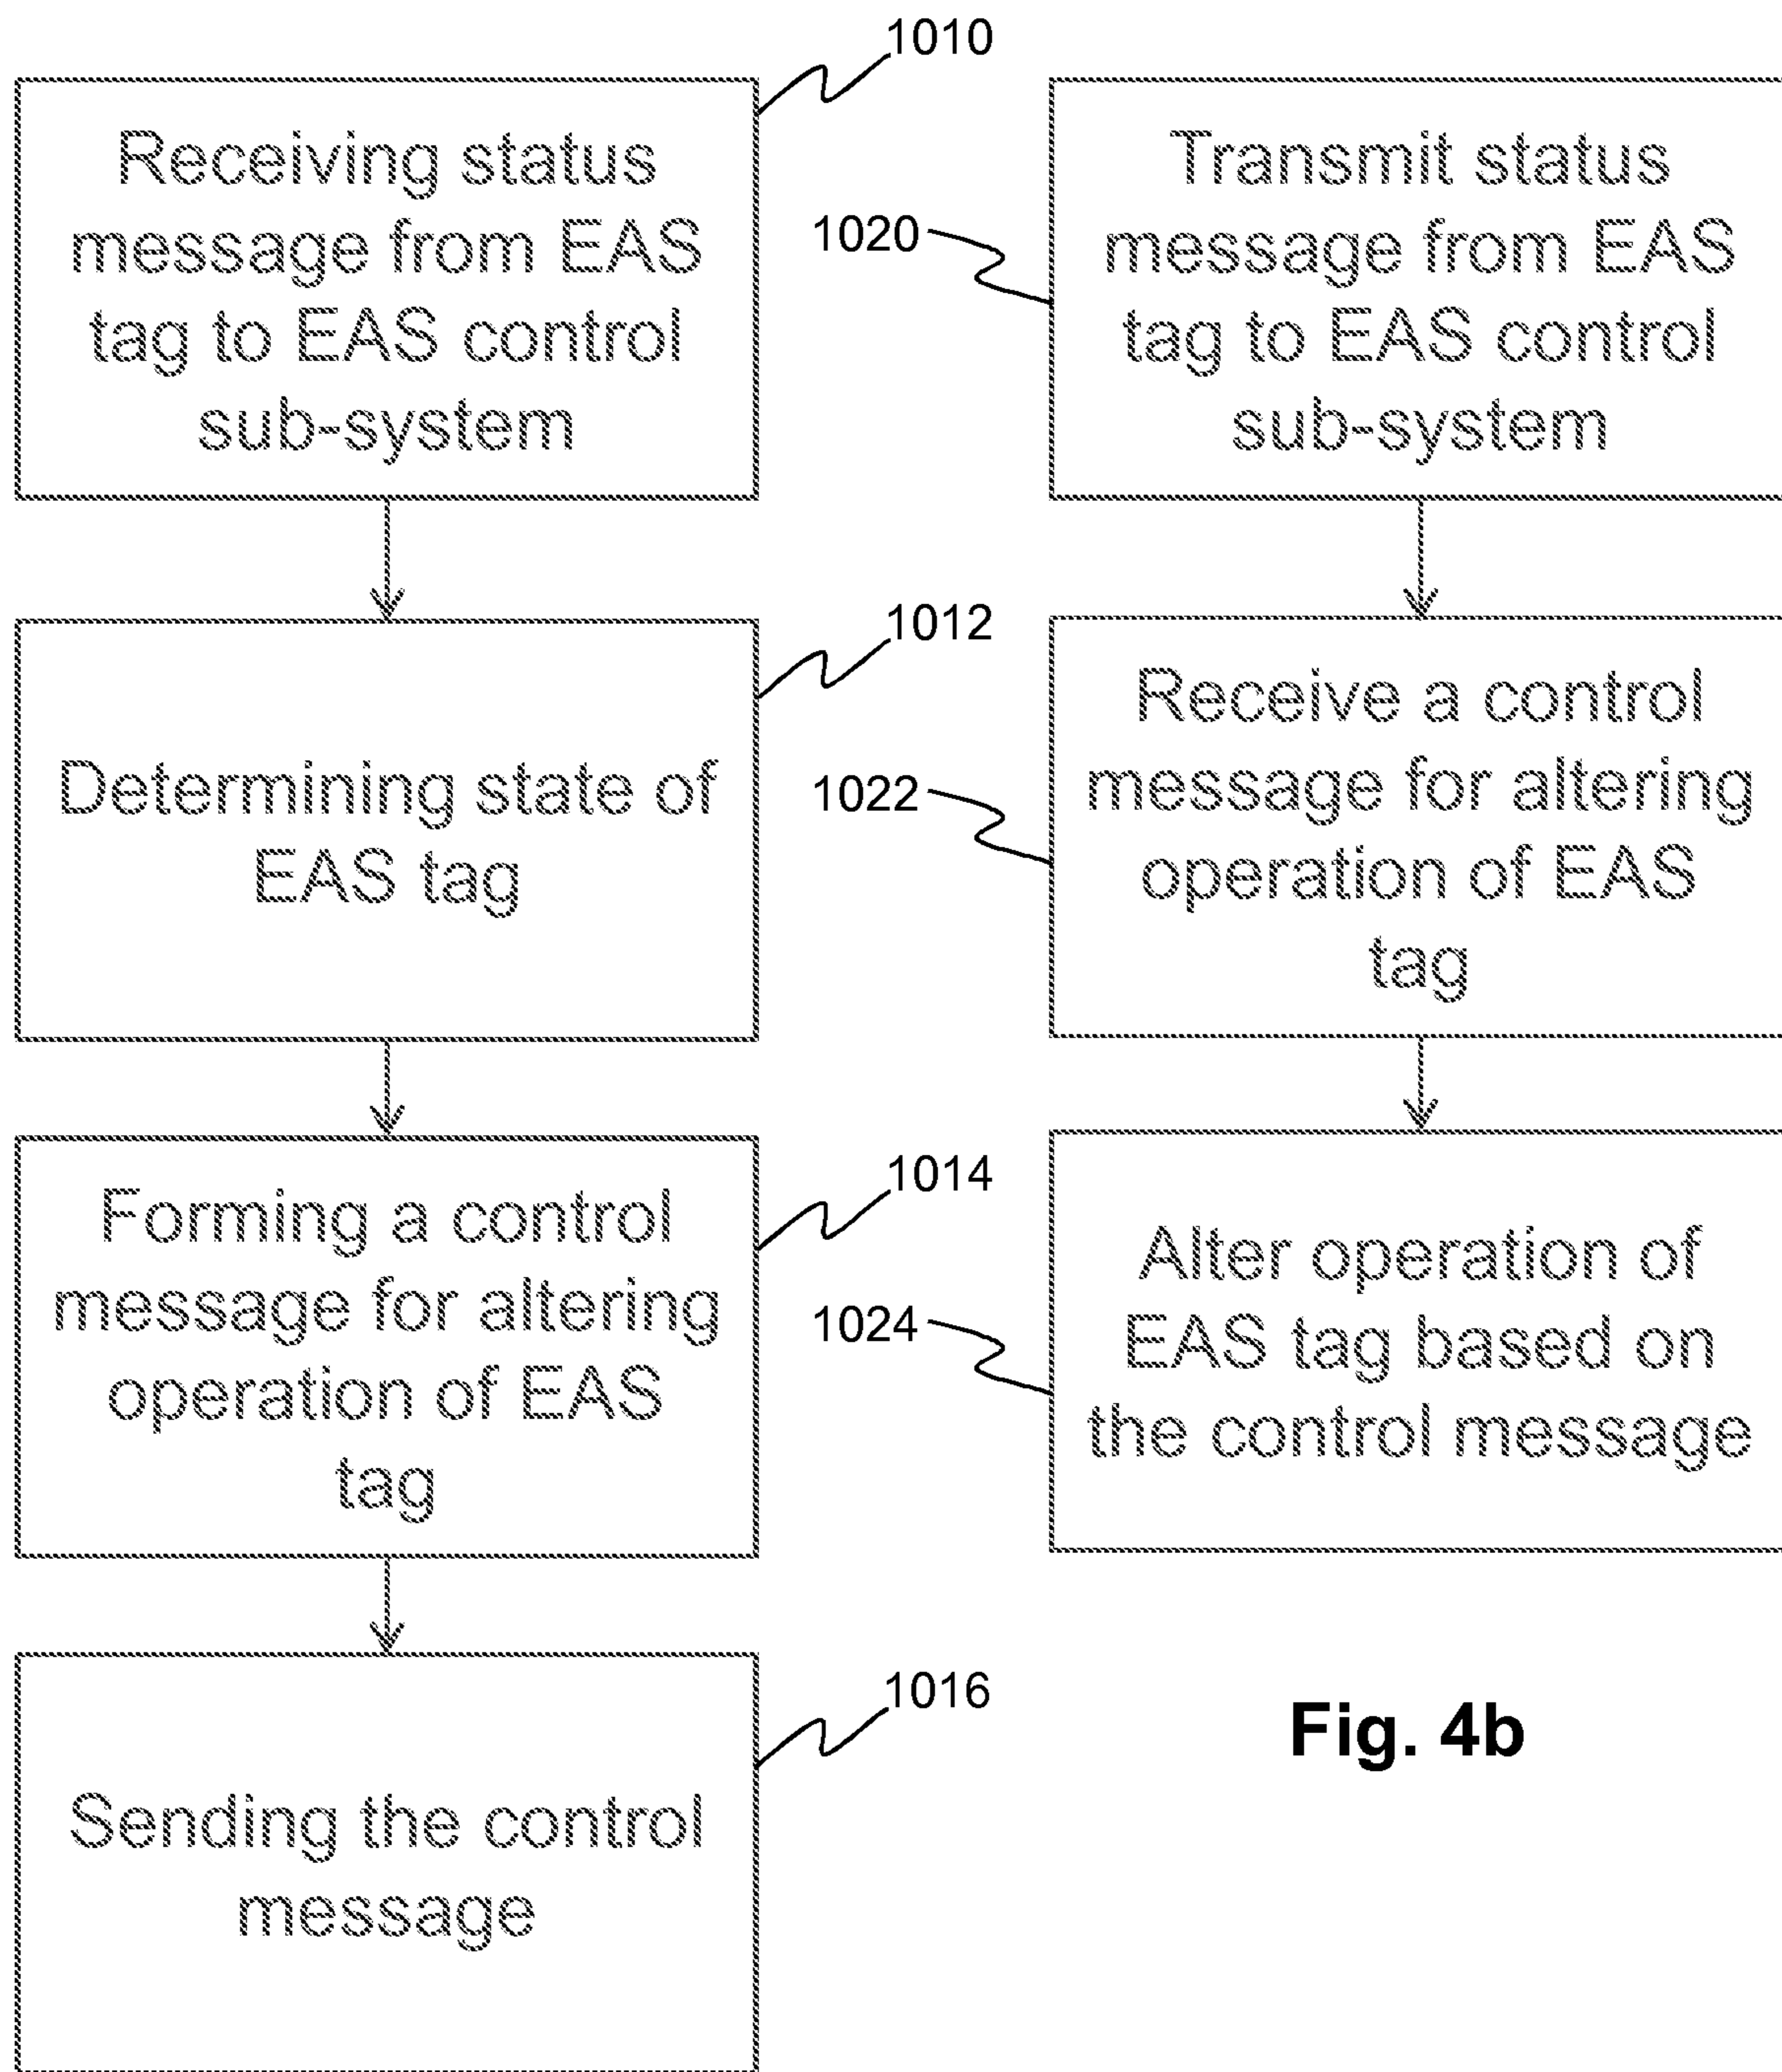 1010
Receiving status
message from EAS
tag to EAS control
sub-system
1012
Determining state of
EAS tag
1014
Forming a control
message for altering
operation of EAS
tag
1016
Sending the control
message
1020
Transmit status
message from EAS
tag to EAS control
sub-system
1022
Receive a control
message for altering
operation of EAS
tag
1024
Alter operation of
EAS tag based on
the control message
Fig. 4b